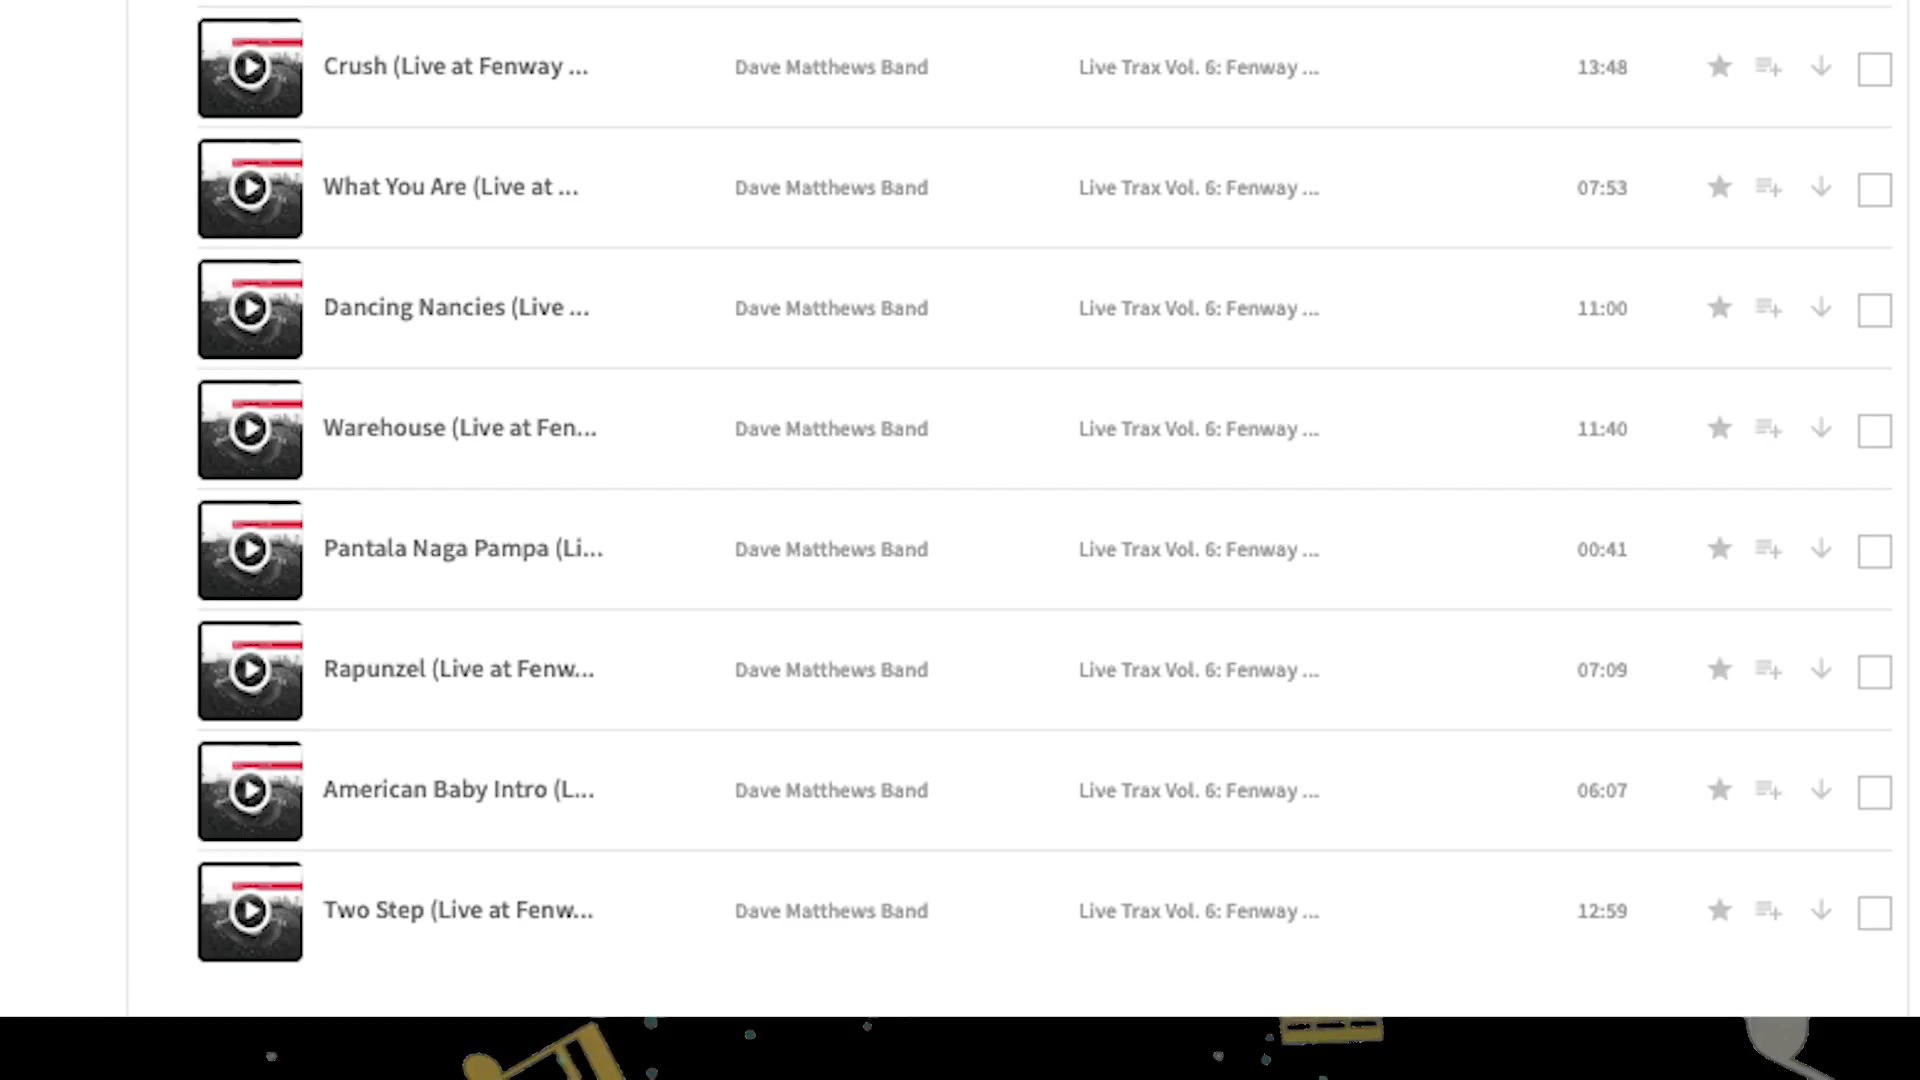 Crush (Live at Fenway ... Dave Matthews Band Live Trax Vol. 6: Fenway ... 13:48
What You Are (Live at ... Dave Matthews Band Live Trax Vol. 6: Fenway ... 07:53
Dancing Nancies (Live ... Dave Matthews Band Live Trax Vol. 6: Fenway ... 11:00
Warehouse (Live at Fen... Dave Matthews Band Live Trax Vol. 6: Fenway ... 11:40
Pantala Naga Pampa (Li... Dave Matthews Band Live Trax Vol. 6: Fenway ... 00:41
Rapunzel (Live at Fenw... Dave Matthews Band Live Trax Vol. 6: Fenway ... 07:09
American Baby Intro (L... Dave Matthews Band Live Trax Vol. 6: Fenway ... 06:07
Two Step (Live at Fenw... Dave Matthews Band Live Trax Vol. 6: Fenway ... 12:59